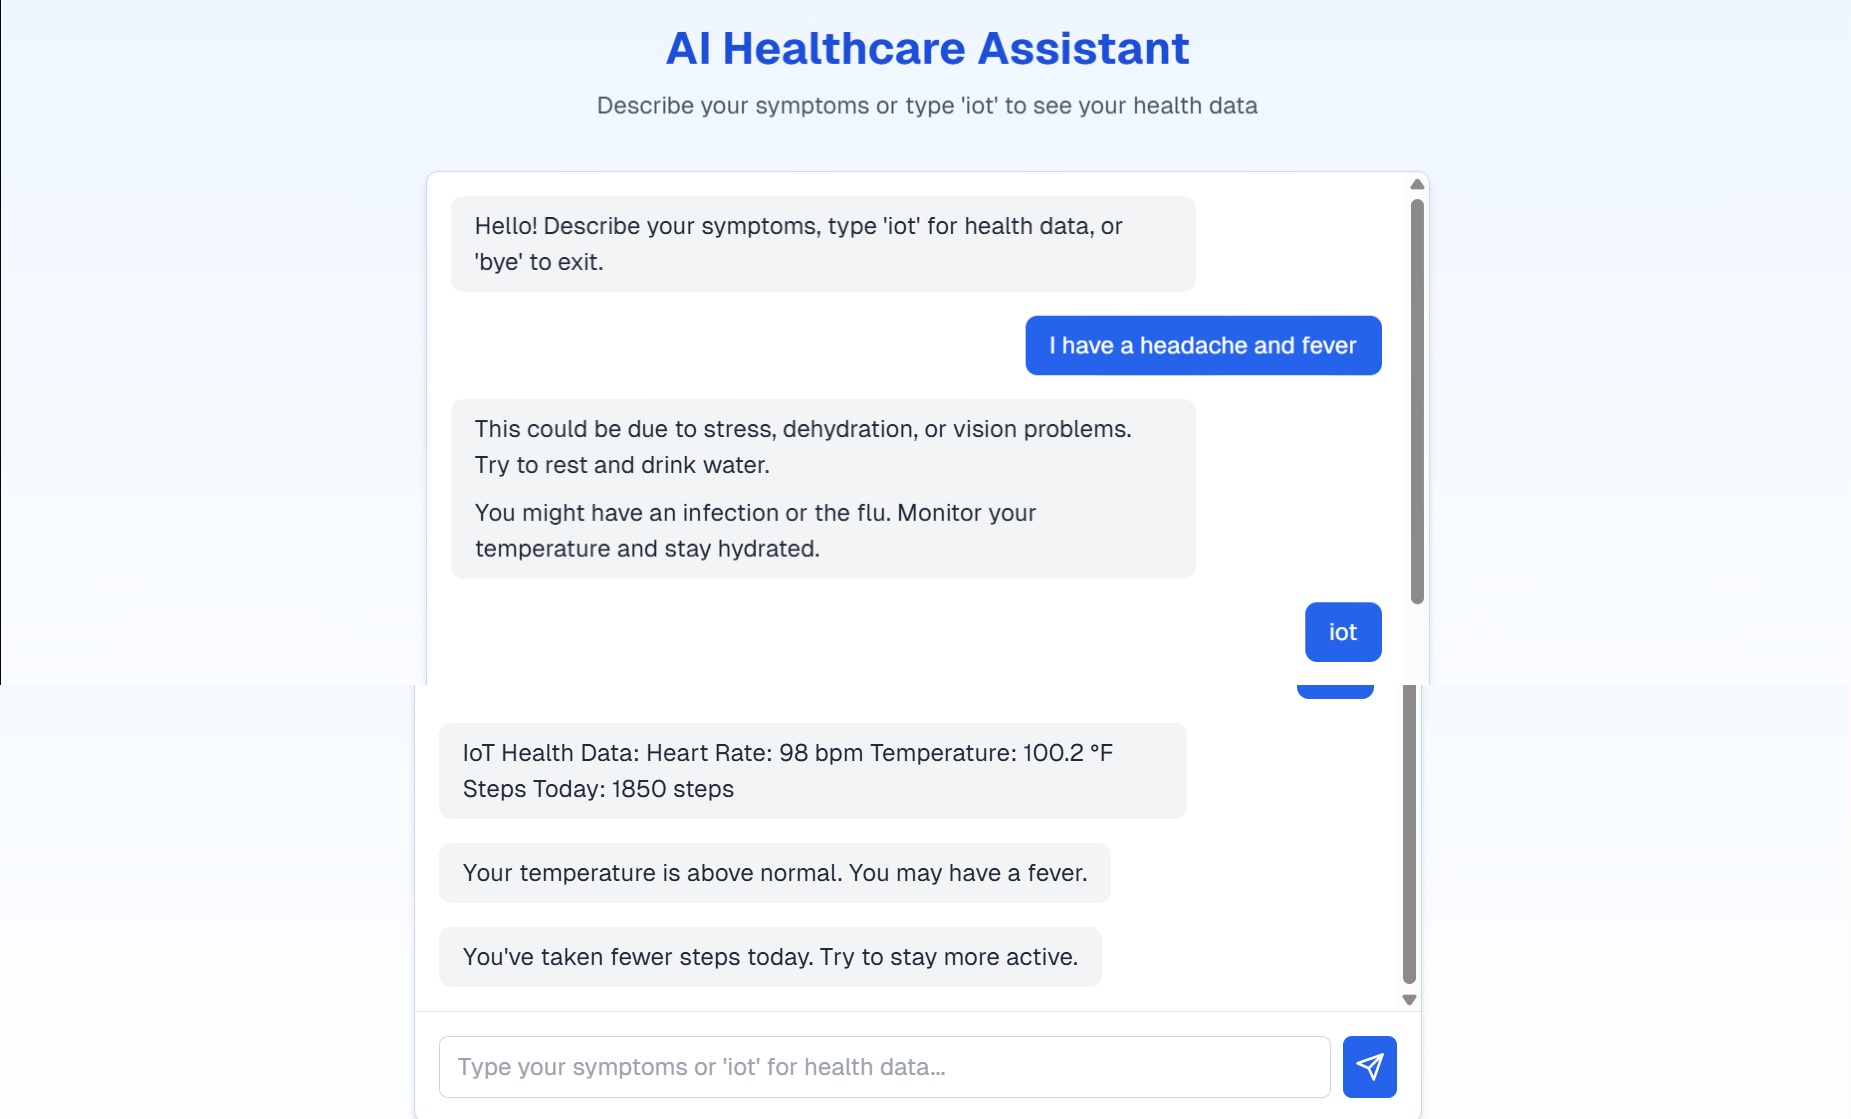 AI Healthcare Assistant
Describe your symptoms or type 'iot' to see your health data
Hello! Describe your symptoms, type 'iot' for health data, or
'bye' to exit.
I have a headache and fever
This could be due to stress, dehydration, or vision problems.
Try to rest and drink water.
You might have an infection or the flu. Monitor your
temperature and stay hydrated.
iot
IoT Health Data: Heart Rate: 98 bpm Temperature: 100.2 °F
Steps Today: 1850 steps
Your temperature is above normal. You may have a fever.
You've taken fewer steps today. Try to stay more active.
Type your symptoms or 'iot' for health data...